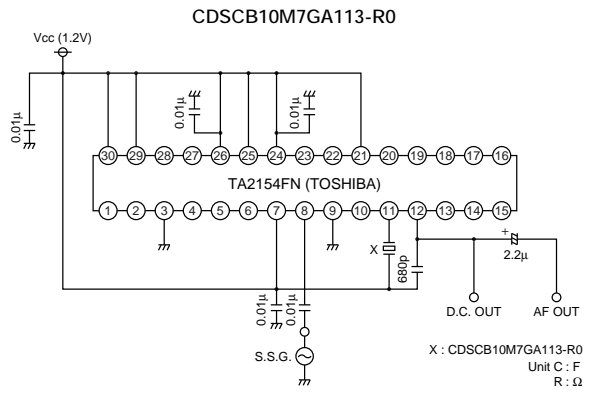 CDSCB10M7GA113-R0
Vcc (1.2V)
0.01µ
0.01µ
0.01µ
30 29 28 27 26 25 24 23 22 21 20 19 18 17 16
TA2154FN (TOSHIBA)
1 2 3 4 5 6 7 8 9 10 11 12 13 14 15
X
680p
+
2.2µ
0.01µ
0.01µ
D.C. OUT
AF OUT
S.S.G.
X : CDSCB10M7GA113-R0
Unit C : F
R : Ω